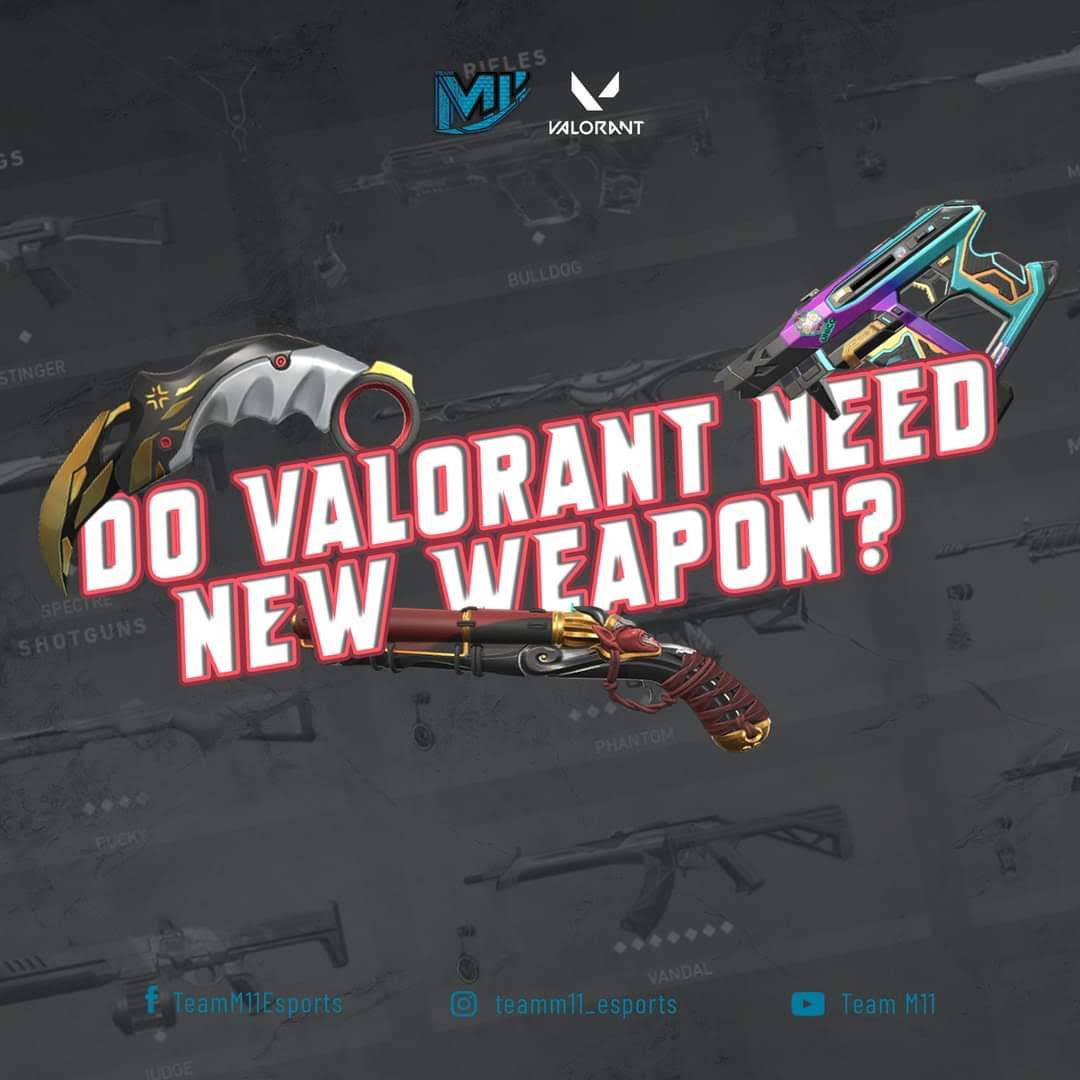 RIFLES
VALORANT
GS
BULLDOG
STINGER
DO VALORANT NEED
NEW WEAPON?
SPECTRE
SHOTGUNS
PHANTOM
BUCKY
VANDAL
TeamM11Esports
teamm11_esports
Team M11
JUDGE